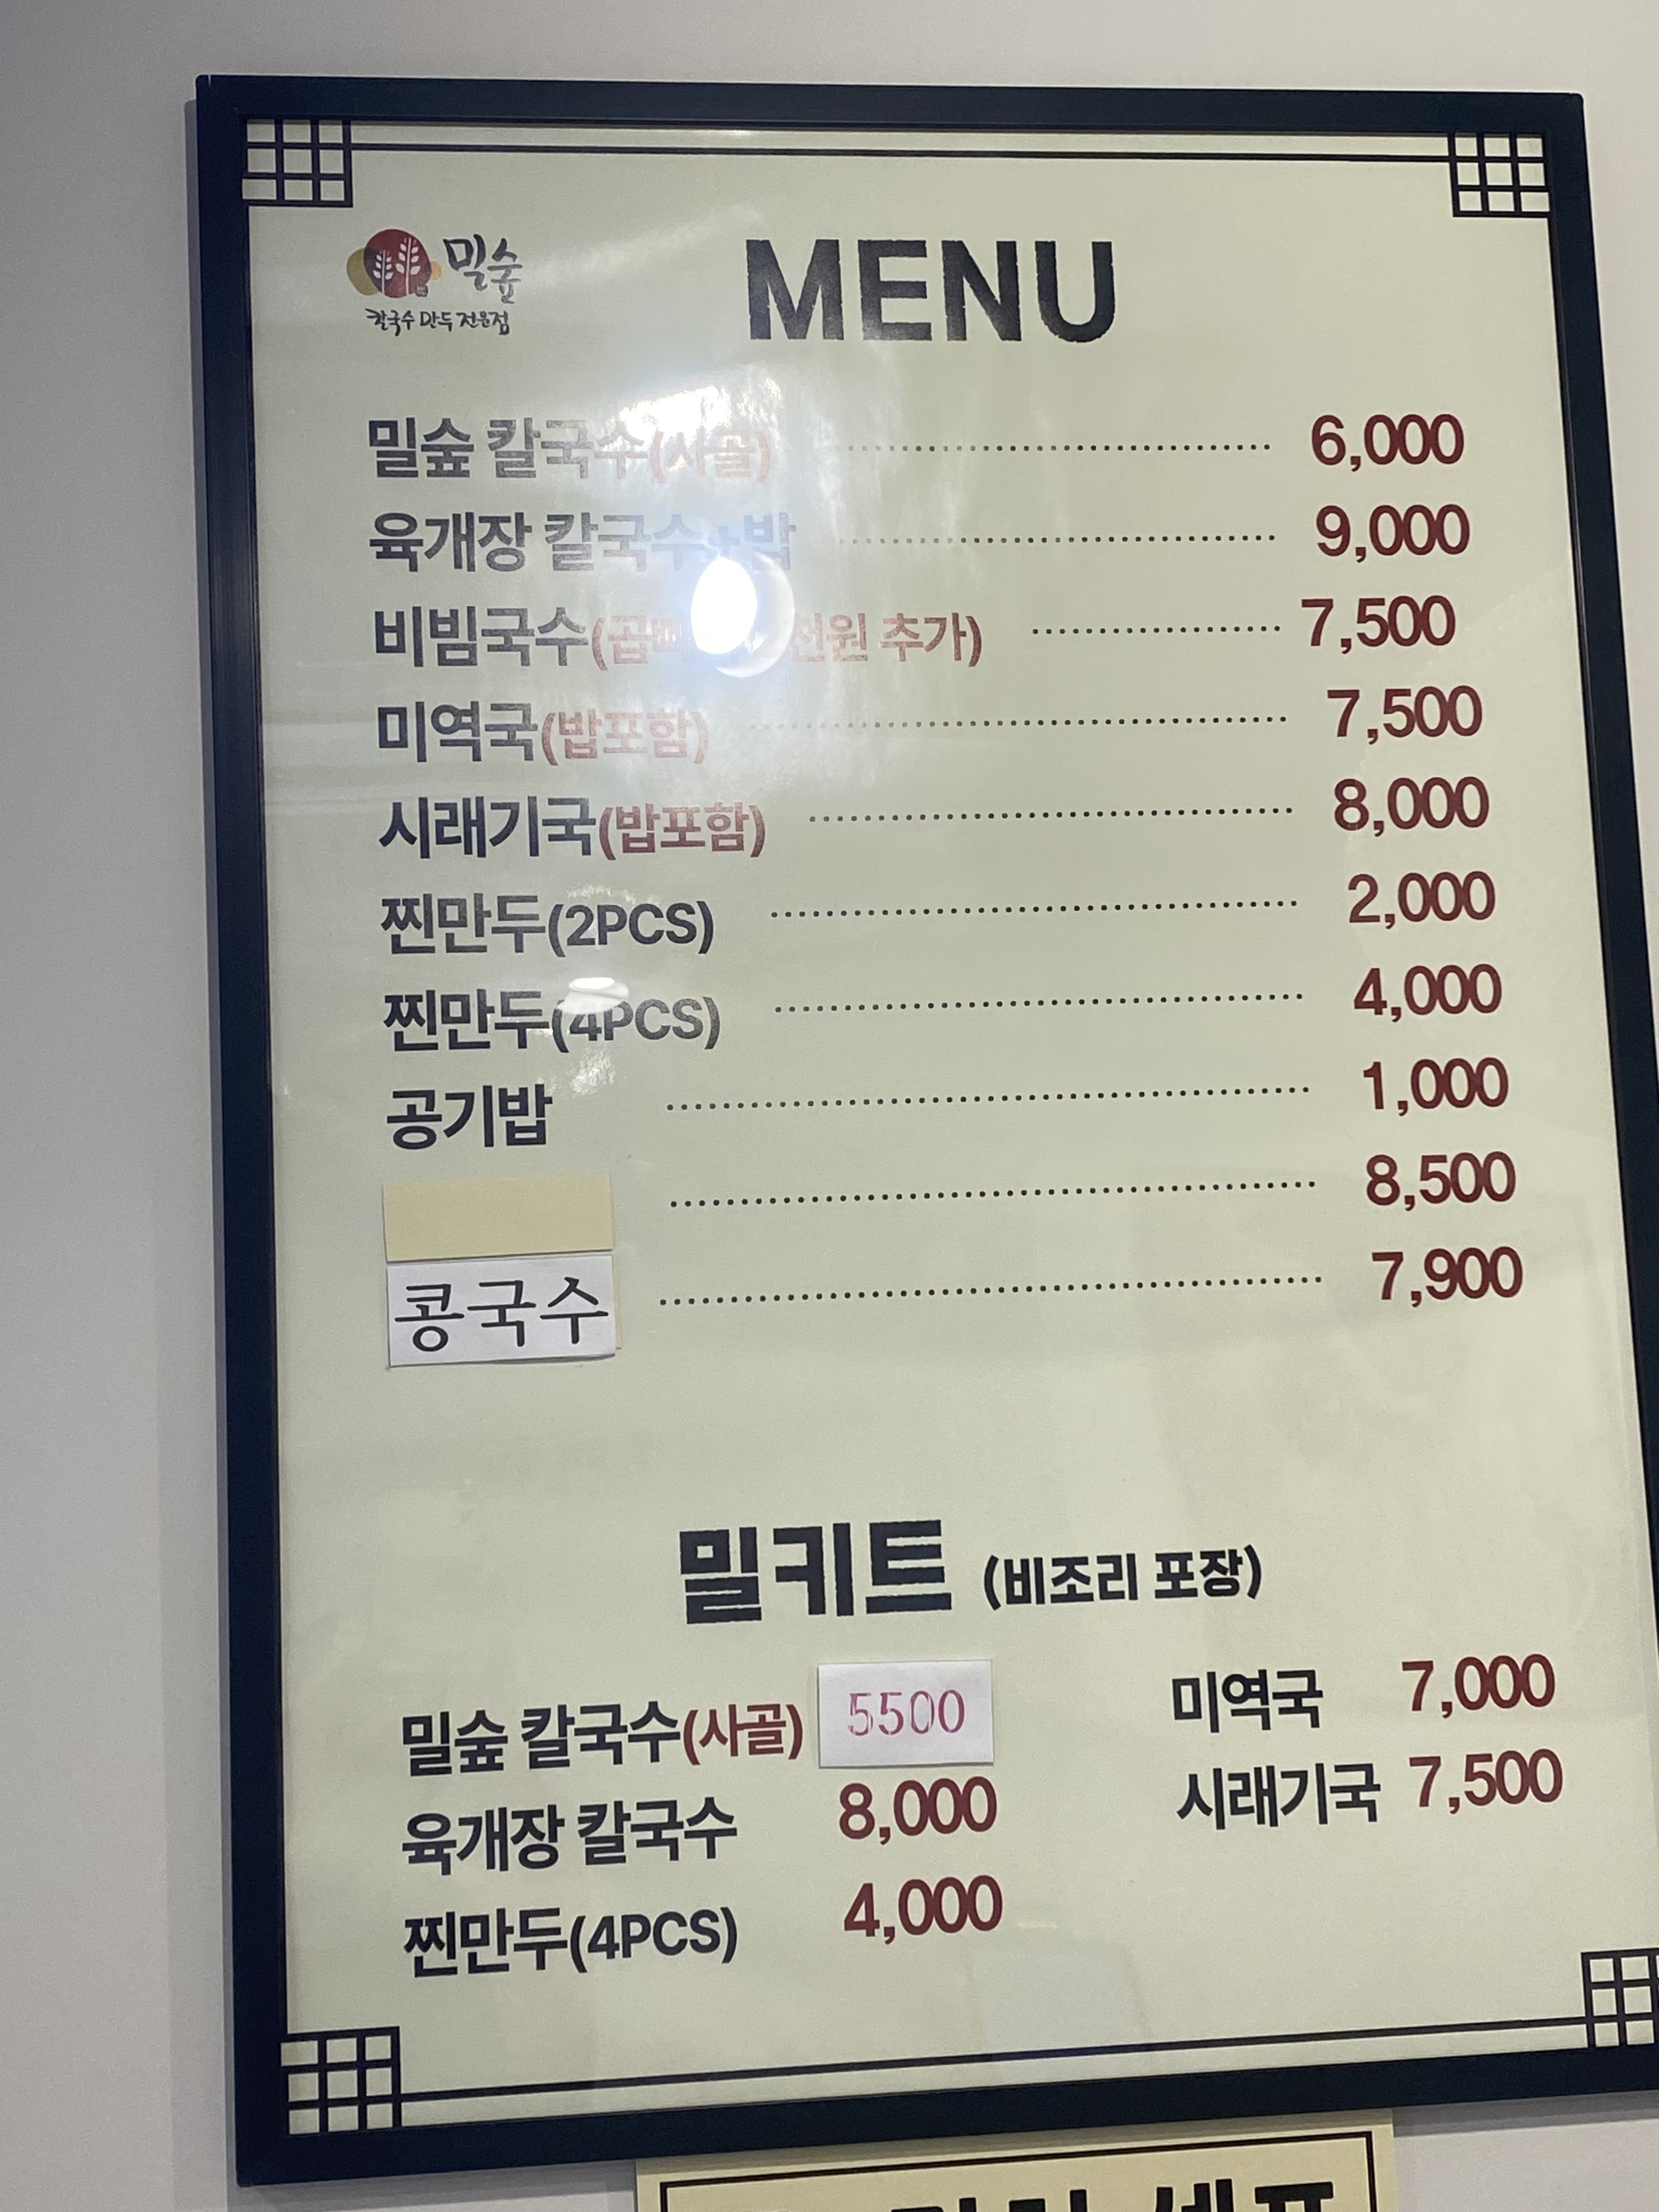 밀숲
칼국수 만두 전문점
MENU
밀숲 칼국수(사골) 6,000
육개장 칼국수+밥 9,000
비빔국수( 천원 추가) 7,500
미역국(밥포함) 7,500
시래기국(밥포함) 8,000
찐만두(2PCS) 2,000
찐만두(4PCS) 4,000
공기밥 1,000
8,500
콩국수 7,900
밀키트 (비조리 포장)
밀숲 칼국수(사골) 5500
육개장 칼국수 8,000
찐만두(4PCS) 4,000
미역국 7,000
시래기국 7,500